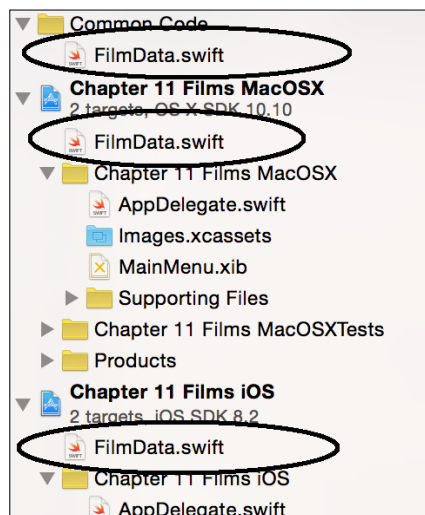 Common Code
FilmData.swift
Chapter 11 Films MacOSX
2 targets, OS X SDK 10.10
FilmData.swift
Chapter 11 Films MacOSX
AppDelegate.swift
Images.xcassets
MainMenu.xib
Supporting Files
Chapter 11 Films MacOSXTests
Products
Chapter 11 Films iOS
2 targets, iOS SDK 8.2
FilmData.swift
Chapter 11 Films iOS
AppDelegate.swift